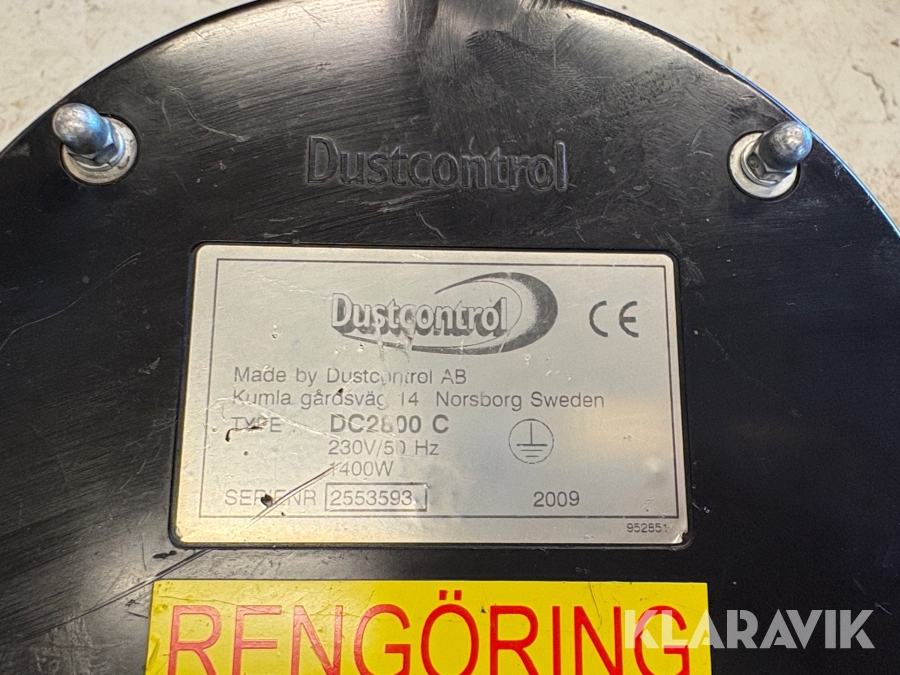 Dustcontrol
Dustcontrol
CE
Made by Dustcontrol AB
Kumla gårdsväg 14 Norsborg Sweden
TYPE : DC2800 C
230V/50 Hz
1400W
SERIENR 2553593
2009
952851
RENGÖRING
KLARAVIK